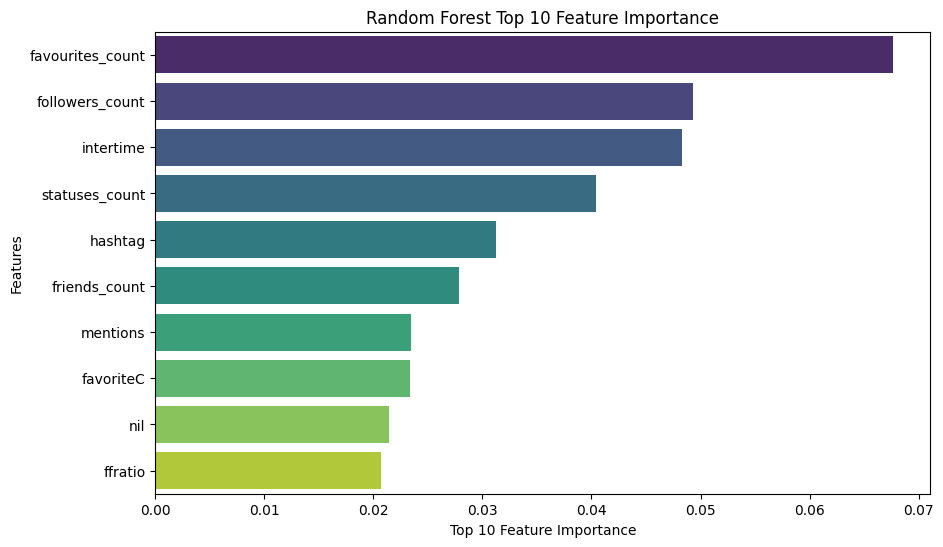 Random Forest Top 10 Feature Importance
Features
favourites_count
followers_count
intertime
statuses_count
hashtag
friends_count
mentions
favoriteC
nil
ffratio
0.00 0.01 0.02 0.03 0.04 0.05 0.06 0.07
Top 10 Feature Importance